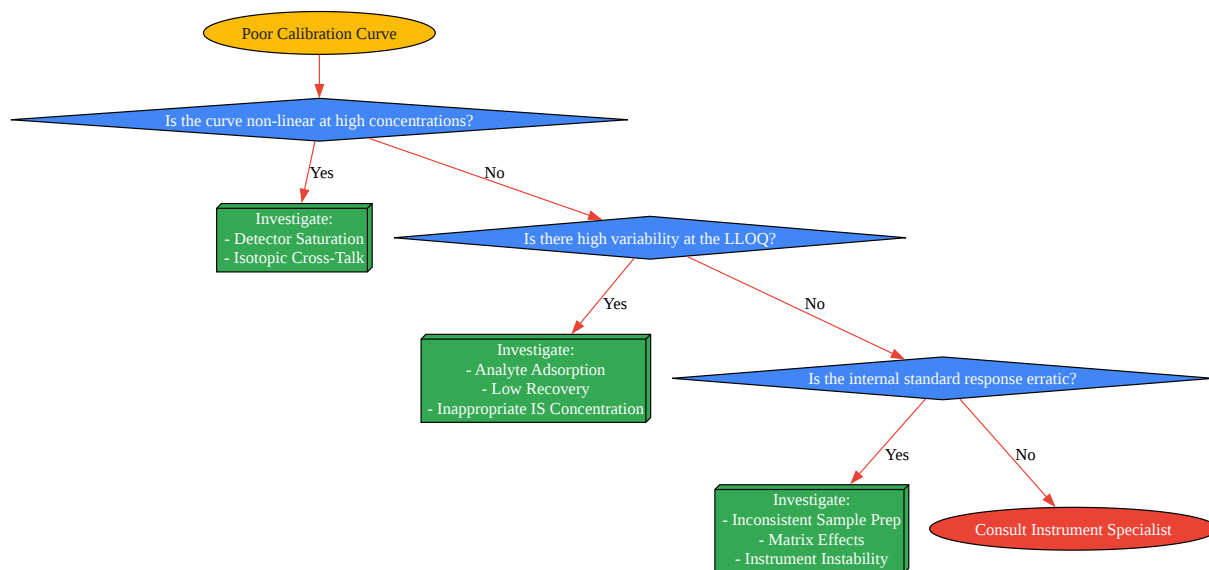 Poor Calibration Curve
Is the curve non-linear at high concentrations?
Yes
No
Investigate:
- Detector Saturation
- Isotopic Cross-Talk
Is there high variability at the LLOQ?
Yes
No
Investigate:
- Analyte Adsorption
- Low Recovery
- Inappropriate IS Concentration
Is the internal standard response erratic?
Yes
No
Investigate:
- Inconsistent Sample Prep
- Matrix Effects
- Instrument Instability
Consult Instrument Specialist